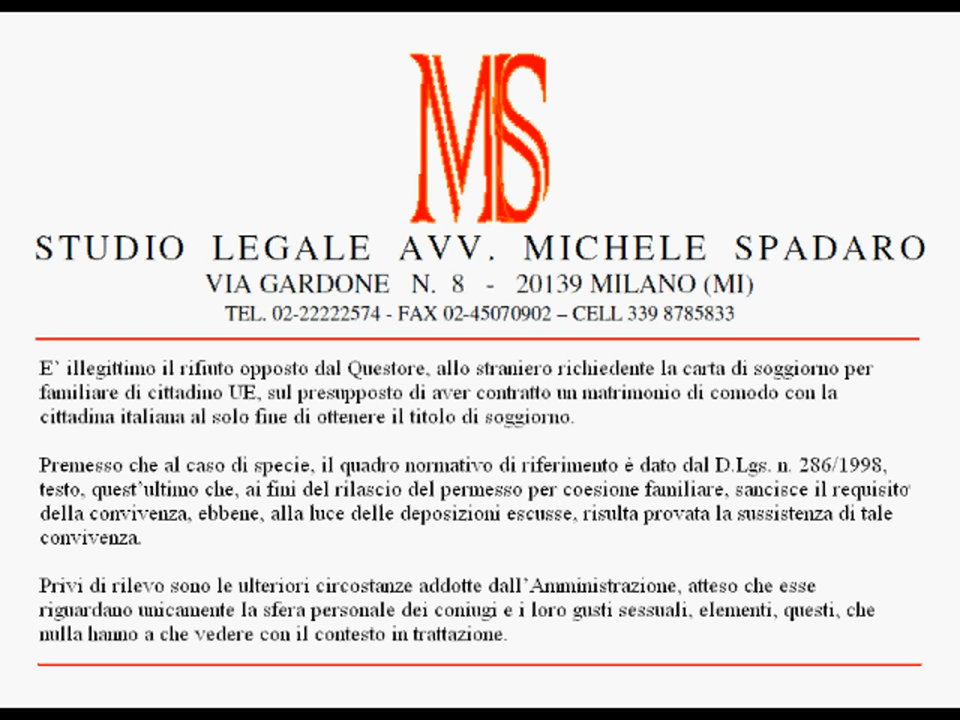 MS
STUDIO LEGALE AVV. MICHELE SPADARO
VIA GARDONE N. 8 - 20139 MILANO (MI)
TEL. 02-22222574 - FAX 02-45070902 – CELL 339 8785833
E` illegittimo il rifiuto opposto dal Questore, allo straniero richiedente la carta di soggiorno per
familiare di cittadino UE, sul presupposto di aver contratto un matrimonio di comodo con la
cittadina italiana al solo fine di ottenere il titolo di soggiorno.
Premesso che al caso di specie, il quadro normativo di riferimento è dato dal D.Lgs. n. 286/1998,
testo, quest’ultimo che, ai fini del rilascio del permesso per coesione familiare, sancisce il requisito
della convivenza, ebbene, alla luce delle deposizioni escusse, risulta provata la sussistenza di tale
convivenza.
Privi di rilevo sono le ulteriori circostanze addotte dall’Amministrazione, atteso che esse
riguardano unicamente la sfera personale dei coniugi e i loro gusti sessuali, elementi, questi, che
nulla hanno a che vedere con il contesto in trattazione.